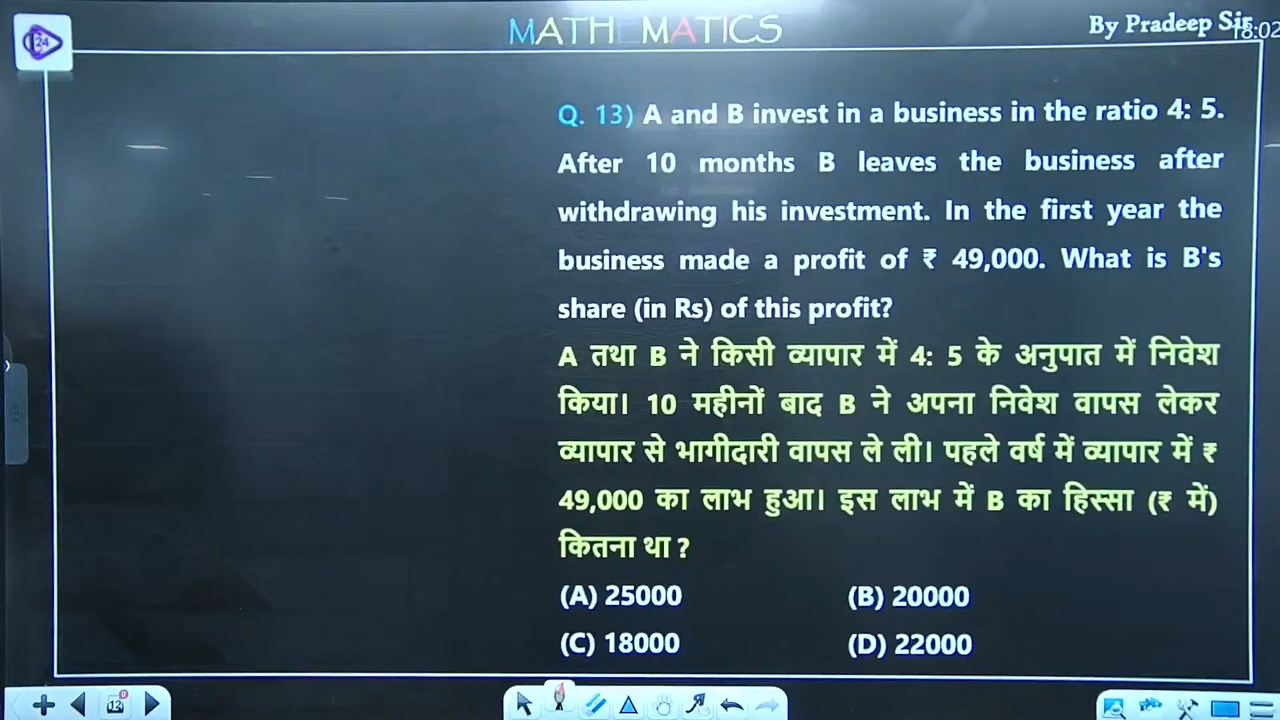 MATHEMATICS
By Pradeep Sir
18:02
24
Q. 13) A and B invest in a business in the ratio 4: 5.
After 10 months B leaves the business after
withdrawing his investment. In the first year the
business made a profit of ₹ 49,000. What is B's
share (in Rs) of this profit?
A तथा B ने किसी व्यापार में 4: 5 के अनुपात में निवेश
किया। 10 महीनों बाद B ने अपना निवेश वापस लेकर
व्यापार से भागीदारी वापस ले ली। पहले वर्ष में व्यापार में ₹
49,000 का लाभ हुआ। इस लाभ में B का हिस्सा (₹ में)
कितना था ?
(A) 25000 (B) 20000
(C) 18000 (D) 22000
12